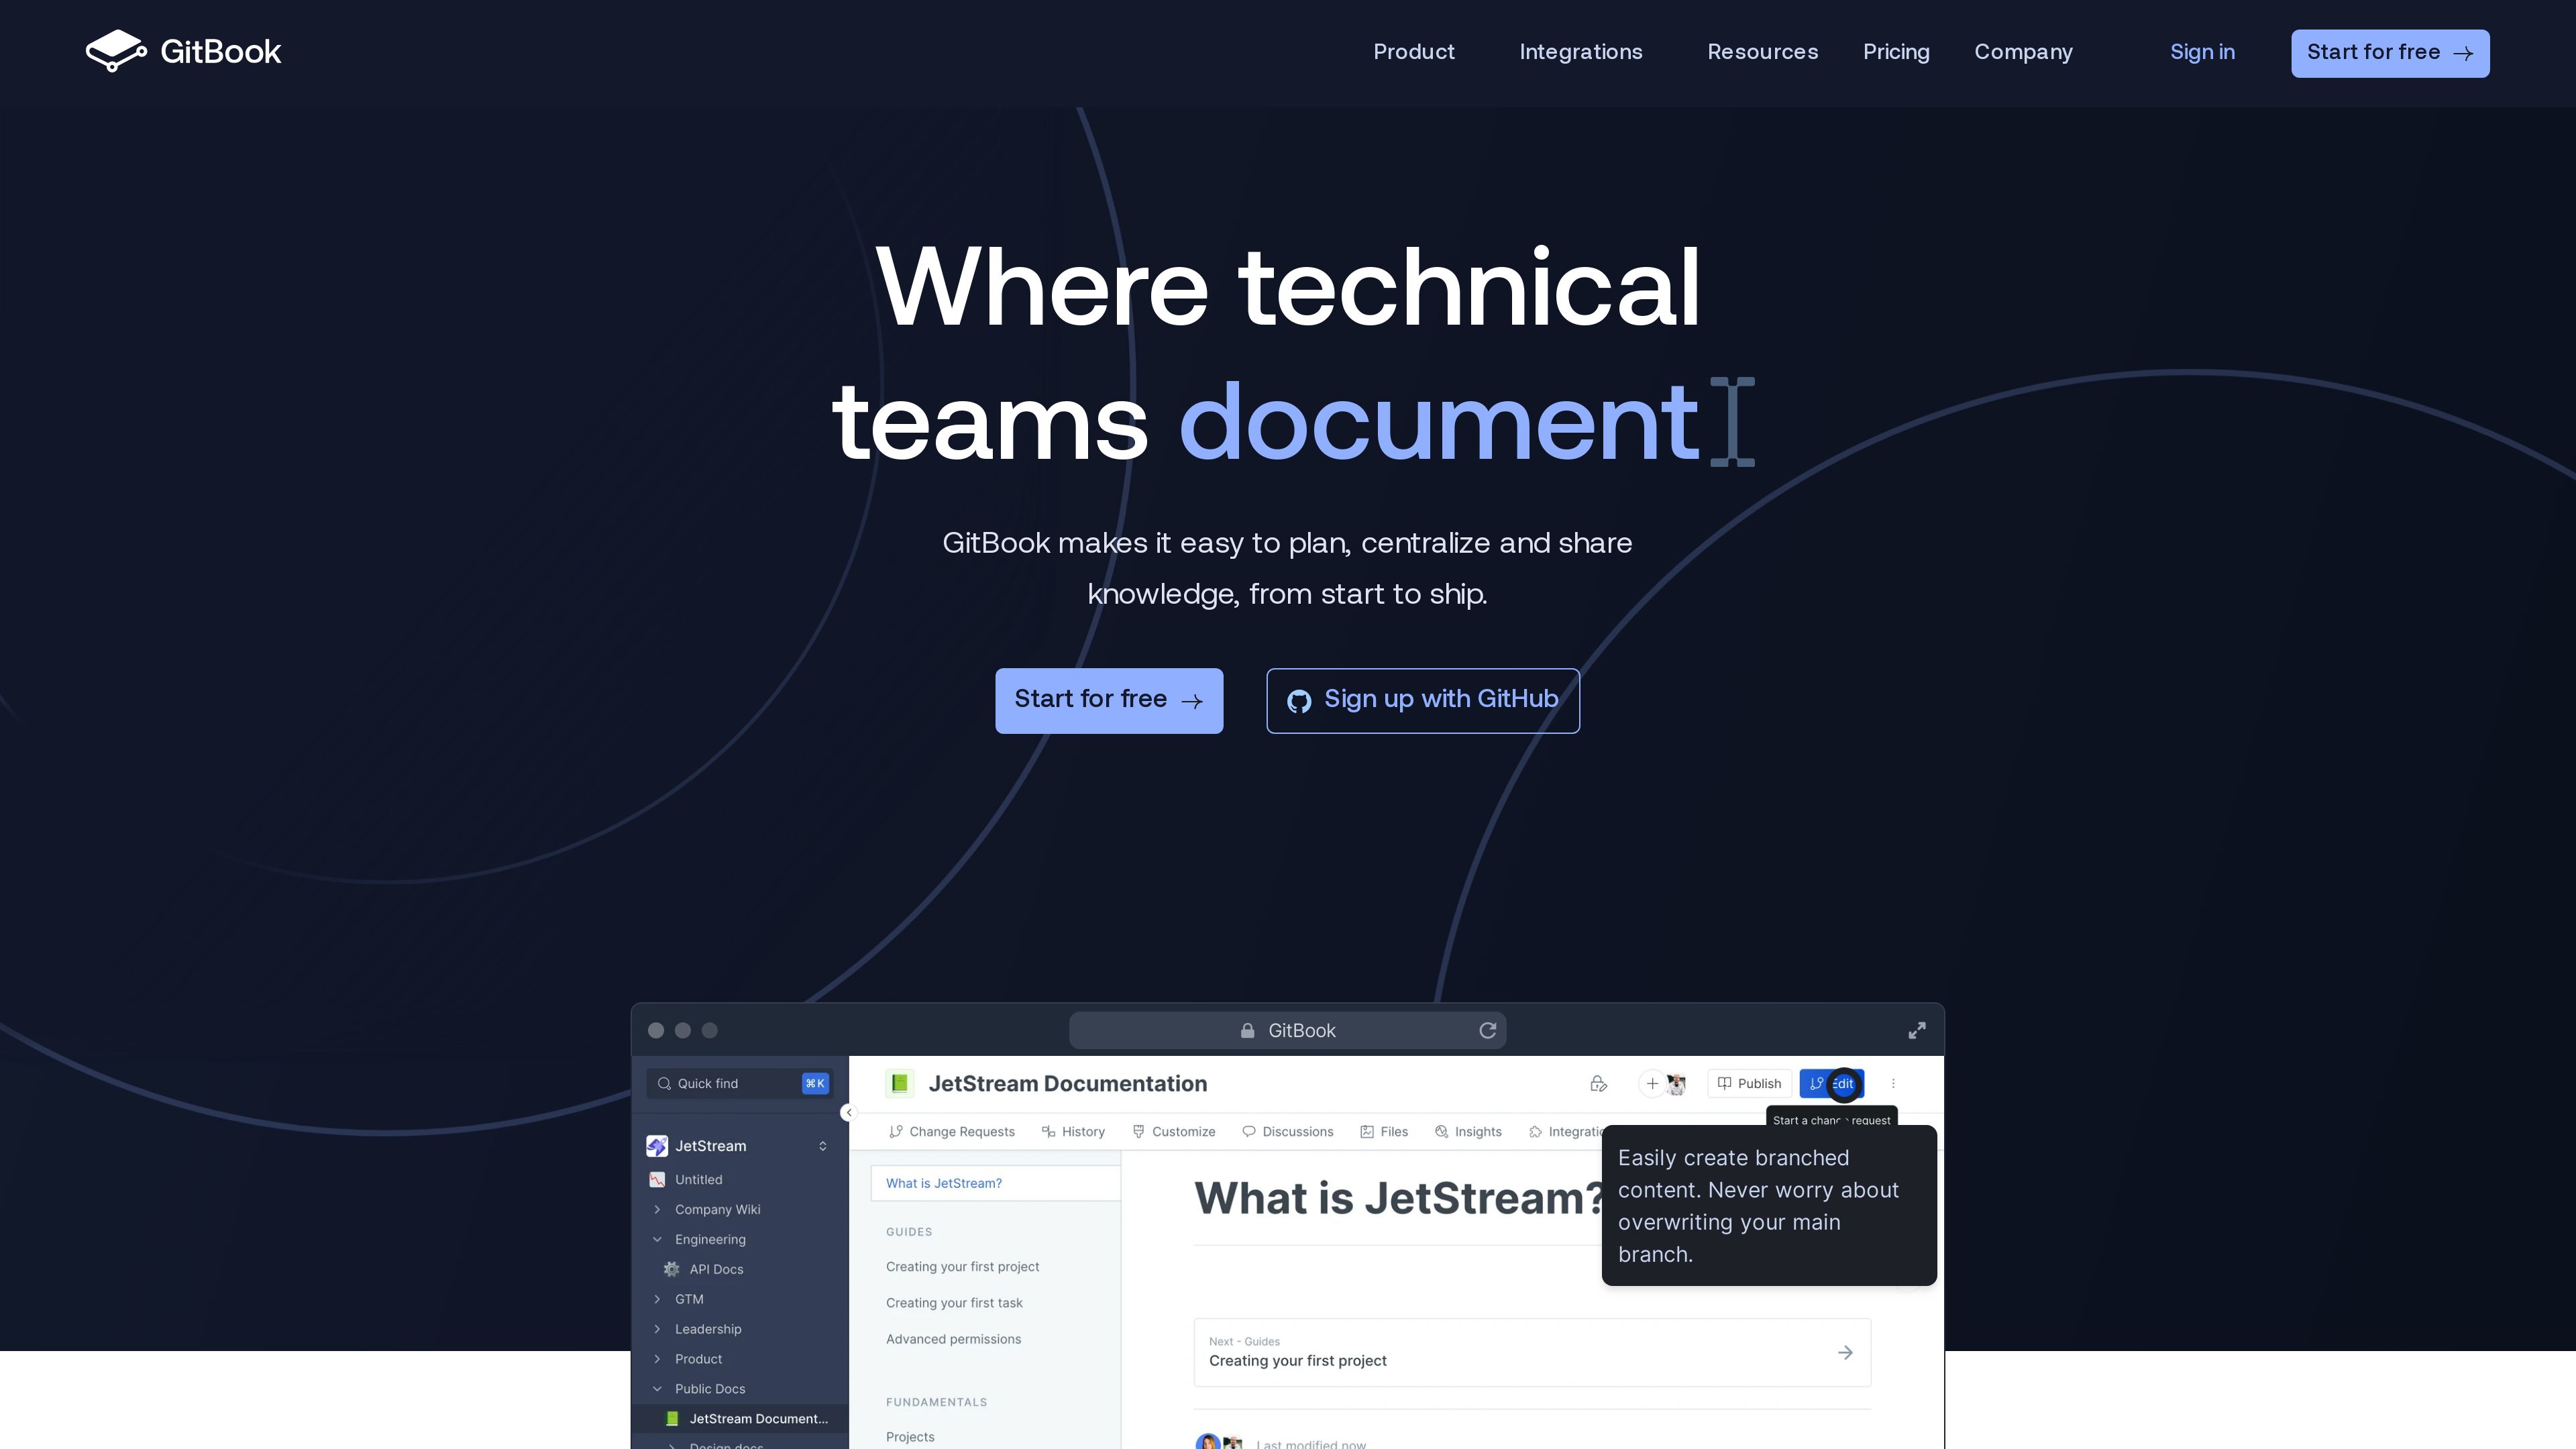 GitBook
Product
Integrations
Resources
Pricing
Company
Sign in
Start for free
Where technical
teams document
GitBook makes it easy to plan, centralize and share
knowledge, from start to ship.
Start for free
Sign up with GitHub
GitBook
Quick find
⌘K
JetStream
Untitled
Company Wiki
Engineering
API Docs
GTM
Leadership
Product
Public Docs
JetStream Document...
Design docs
JetStream Documentation
Publish
Edit
Start a change request
Change Requests
History
Customize
Discussions
Files
Insights
What is JetStream?
GUIDES
Creating your first project
Creating your first task
Advanced permissions
FUNDAMENTALS
Projects
What is JetStream?
Easily create branched
content. Never worry about
overwriting your main
branch.
Next - Guides
Creating your first project
Last modified now